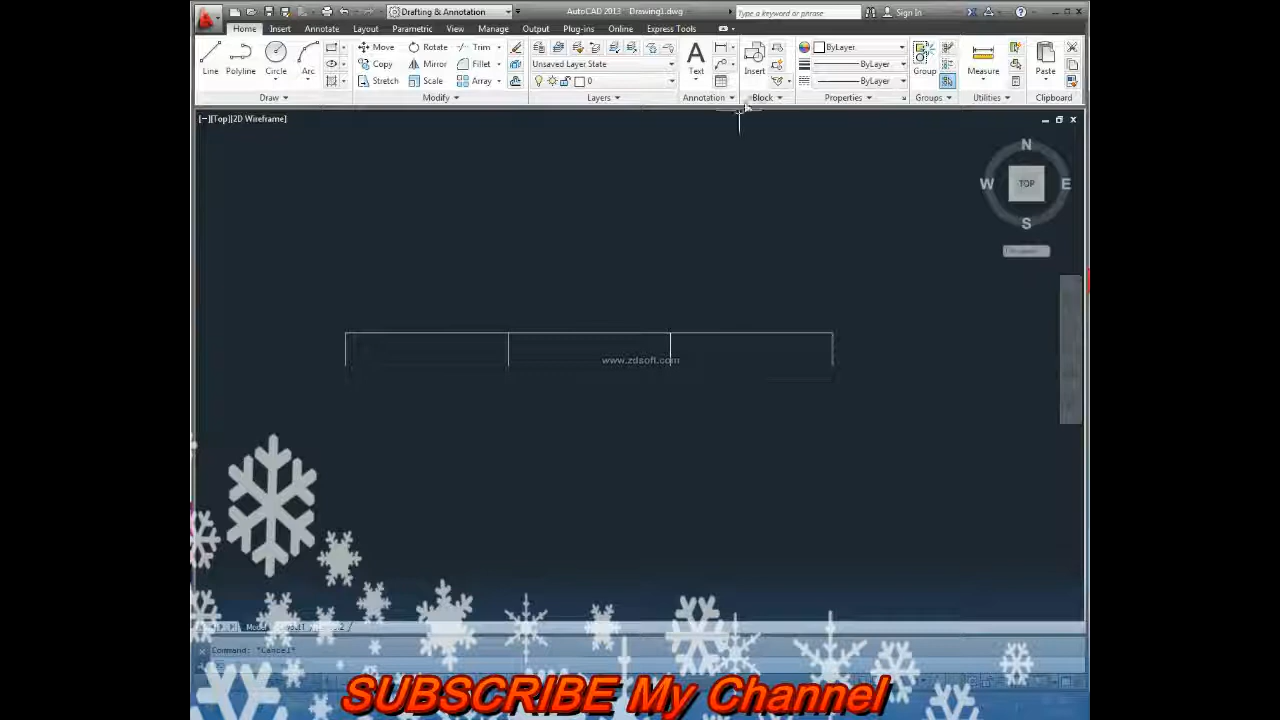 Drafting & Annotation
AutoCAD 2013 Drawing1.dwg
Type a keyword or phrase
Sign In
Home Insert Annotate Layout Parametric View Manage Output Plug-ins Online Express Tools
Line Polyline Circle Arc
Move Rotate Trim
Copy Mirror Fillet
Stretch Scale Array
Unsaved Layer State
0
Text
Insert
ByLayer
ByLayer
ByLayer
Group
Measure
Paste
Draw Modify Layers Annotation Block Properties Groups Utilities Clipboard
[−][Top][2D Wireframe]
N
W TOP E
S
www.zdsoft.com
Model
Command: *Cancel*
SUBSCRIBE My Channel